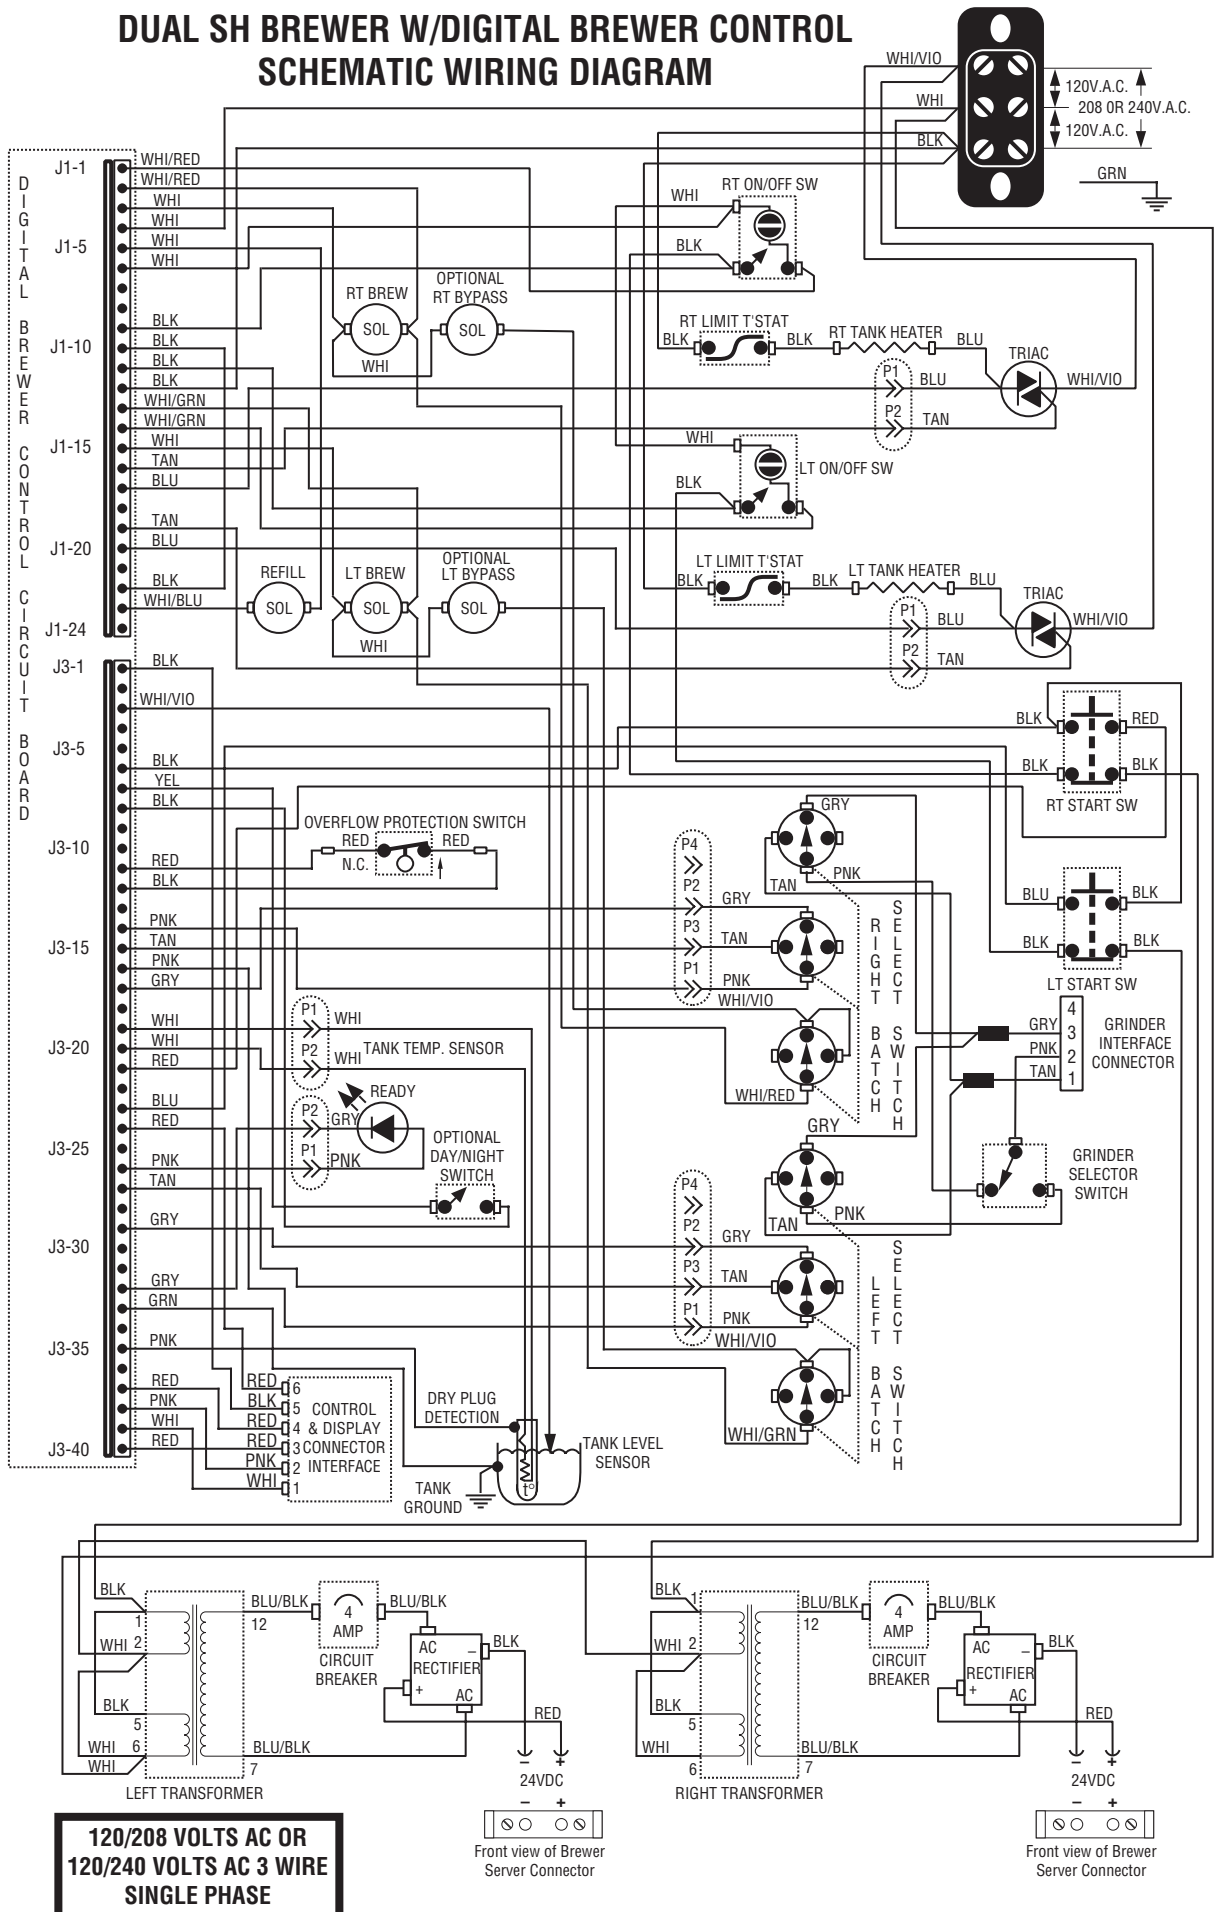 DUAL SH BREWER W/DIGITAL BREWER CONTROL
SCHEMATIC WIRING DIAGRAM
WHI/VIO
WHI
BLK
120V.A.C.
208 OR 240V.A.C.
120V.A.C.
GRN
DIGITAL BREWER CONTROL CIRCUIT BOARD
J1-1
WHI/RED
WHI/RED
WHI
WHI
J1-5
WHI
WHI
BLK
J1-10
BLK
BLK
BLK
WHI/GRN
WHI/GRN
J1-15
WHI
TAN
BLU
TAN
J1-20
BLU
BLK
WHI/BLU
J1-24
RT ON/OFF SW
WHI
BLK
RT BREW
SOL
WHI
OPTIONAL
RT BYPASS
SOL
RT LIMIT T'STAT
BLK
BLK
RT TANK HEATER
BLU
TRIAC
WHI/VIO
P1
BLU
P2
TAN
WHI
LT ON/OFF SW
BLK
REFILL
SOL
LT BREW
SOL
WHI
OPTIONAL
LT BYPASS
SOL
LT LIMIT T'STAT
BLK
BLK
LT TANK HEATER
BLU
TRIAC
WHI/VIO
P1
BLU
P2
TAN
J3-1
BLK
WHI/VIO
J3-5
BLK
YEL
BLK
J3-10
RED
BLK
PNK
J3-15
TAN
PNK
GRY
WHI
J3-20
WHI
RED
BLU
RED
J3-25
PNK
TAN
GRY
J3-30
GRY
GRN
J3-35
PNK
RED
PNK
WHI
J3-40
RED
BLK
RED
BLK
BLK
RT START SW
BLU
BLK
BLK
BLK
LT START SW
OVERFLOW PROTECTION SWITCH
RED
RED
N.C.
P4
P2
GRY
P3
TAN
P1
PNK
GRY
TAN
PNK
WHI/VIO
WHI/RED
RIGHT BATCH
SELECT SWITCH
P1
WHI
P2
WHI
TANK TEMP. SENSOR
READY
P2
GRY
P1
PNK
OPTIONAL
DAY/NIGHT
SWITCH
4
GRY
3
PNK
2
TAN
1
GRINDER
INTERFACE
CONNECTOR
GRINDER
SELECTOR
SWITCH
P4
P2
GRY
P3
TAN
P1
PNK
GRY
TAN
PNK
WHI/VIO
WHI/GRN
LEFT BATCH
SELECT SWITCH
RED 6
BLK 5 CONTROL
RED 4 & DISPLAY
RED 3 CONNECTOR
PNK 2 INTERFACE
WHI 1
DRY PLUG
DETECTION
TANK LEVEL
SENSOR
t°
TANK
GROUND
BLK
1
WHI 2
BLK
5
WHI 6
WHI
LEFT TRANSFORMER
BLU/BLK
12
4
AMP
CIRCUIT
BREAKER
BLU/BLK
AC
–
RECTIFIER
+
AC
BLK
RED
BLU/BLK
7
– +
24VDC
– +
Front view of Brewer
Server Connector
BLK
1
WHI 2
BLK
5
WHI
6
RIGHT TRANSFORMER
BLU/BLK
12
4
AMP
CIRCUIT
BREAKER
BLU/BLK
AC
–
RECTIFIER
+
AC
BLK
RED
BLU/BLK
7
– +
24VDC
– +
Front view of Brewer
Server Connector
120/208 VOLTS AC OR
120/240 VOLTS AC 3 WIRE
SINGLE PHASE